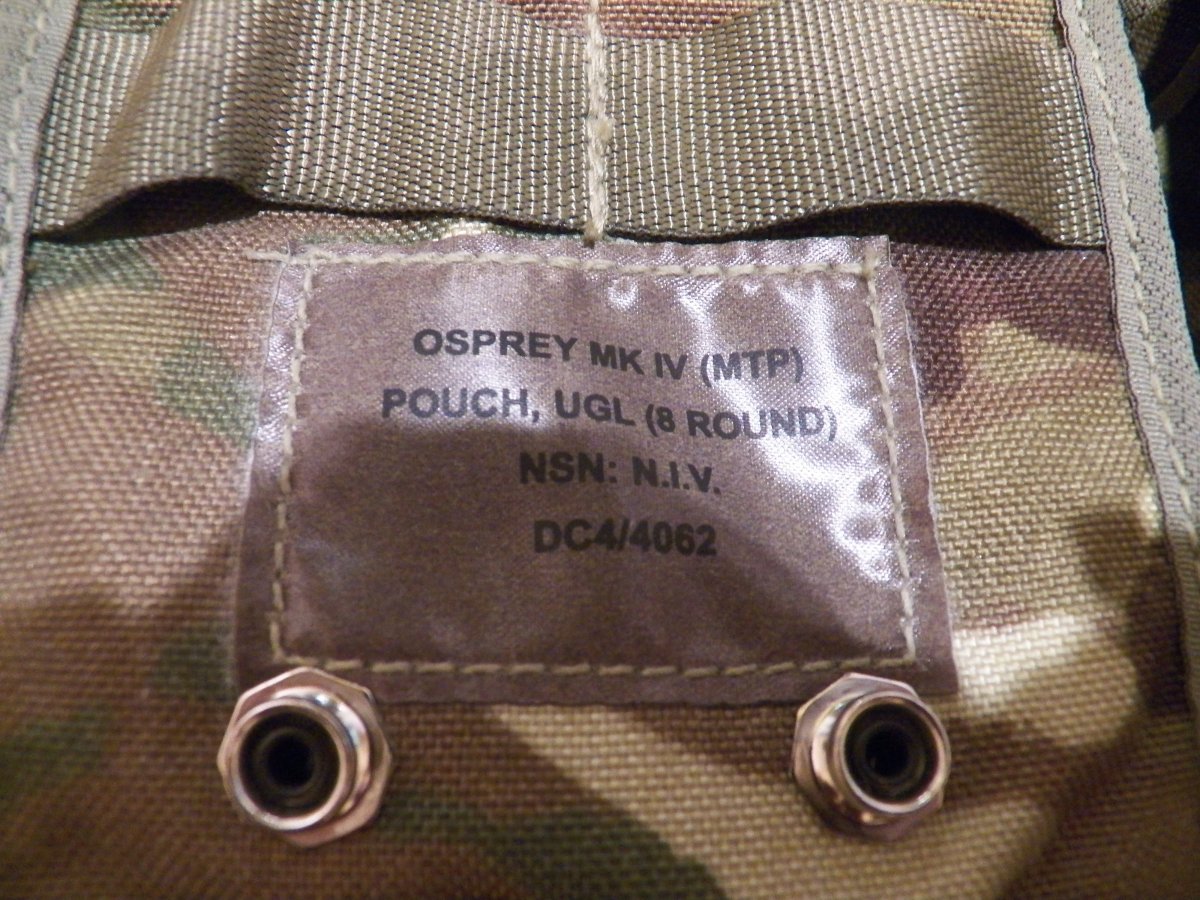 OSPREY MK IV (MTP)
POUCH, UGL (8 ROUND)
NSN: N.I.V.
DC4/4062